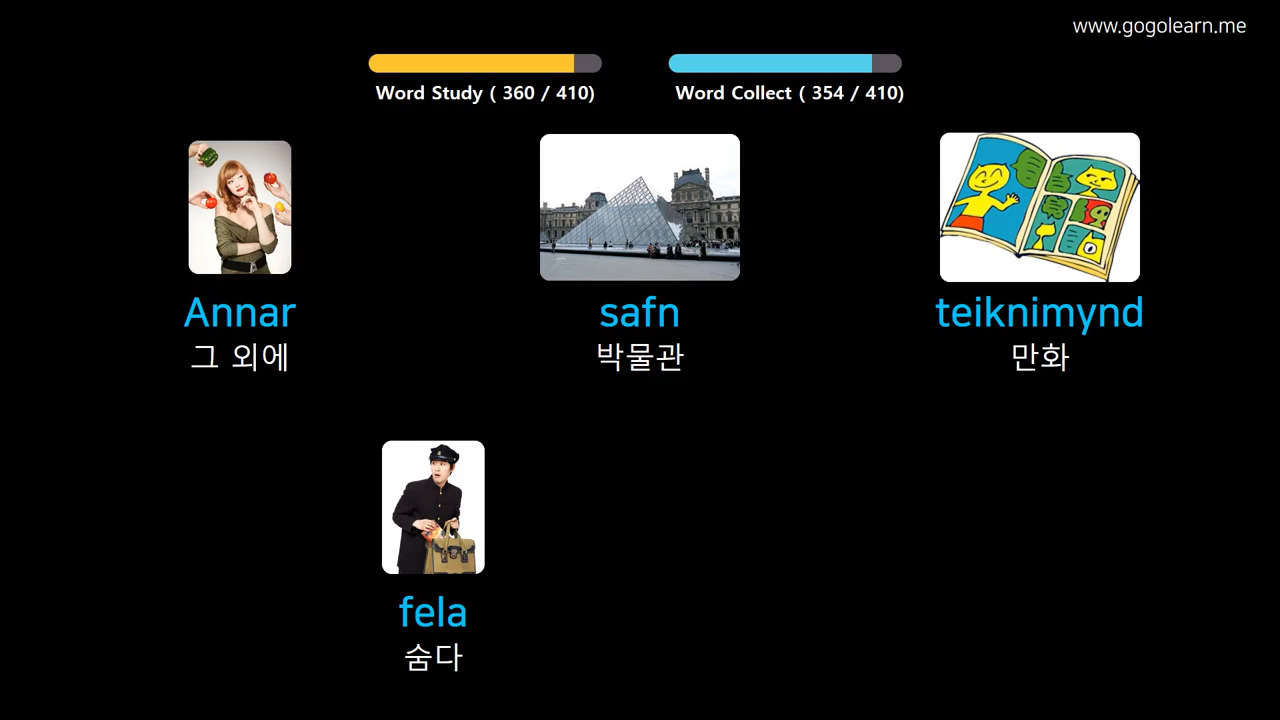 www.gogolearn.me
Word Study ( 360 / 410)
Word Collect ( 354 / 410)
Annar
그 외에
safn
박물관
teiknimynd
만화
fela
숨다